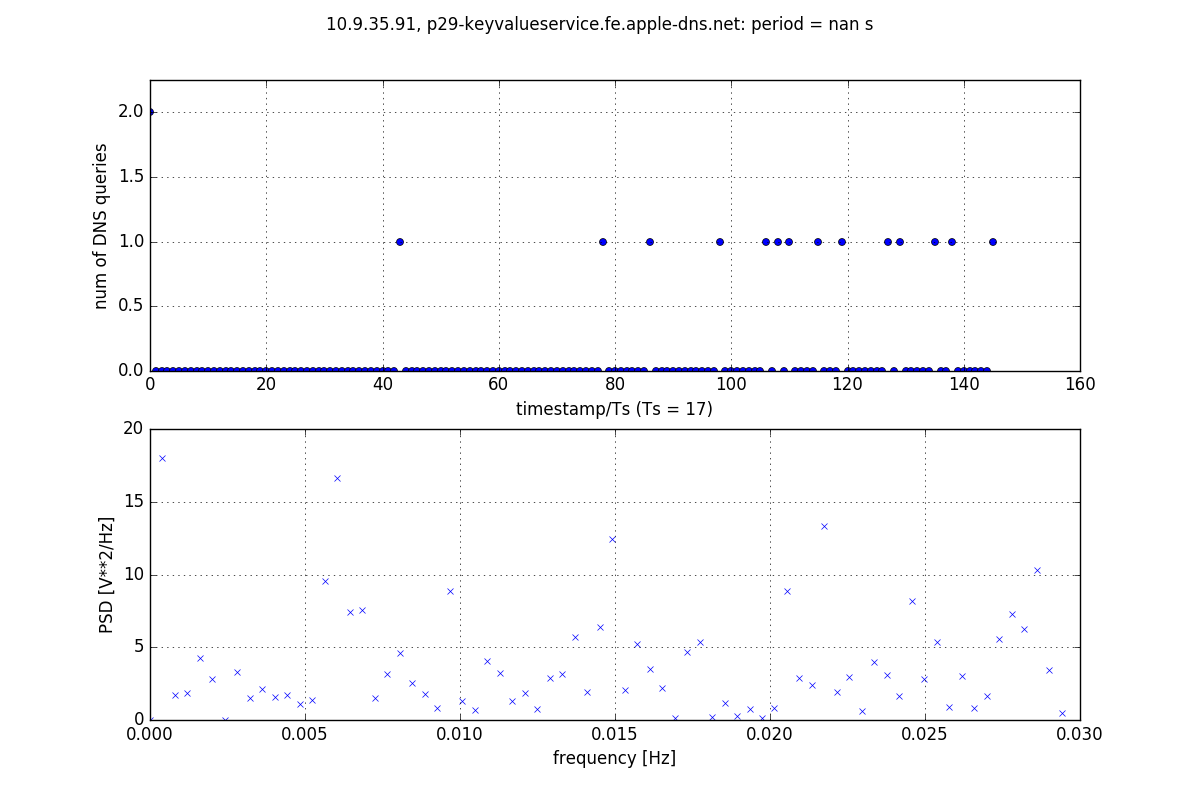 10.9.35.91, p29-keyvalueservice.fe.apple-dns.net: period = nan s
2.0
1.5
1.0
0.5
0.0
num of DNS queries
0 20 40 60 80 100 120 140 160
timestamp/Ts (Ts = 17)
20
15
10
5
0
PSD [V**2/Hz]
0.000 0.005 0.010 0.015 0.020 0.025 0.030
frequency [Hz]